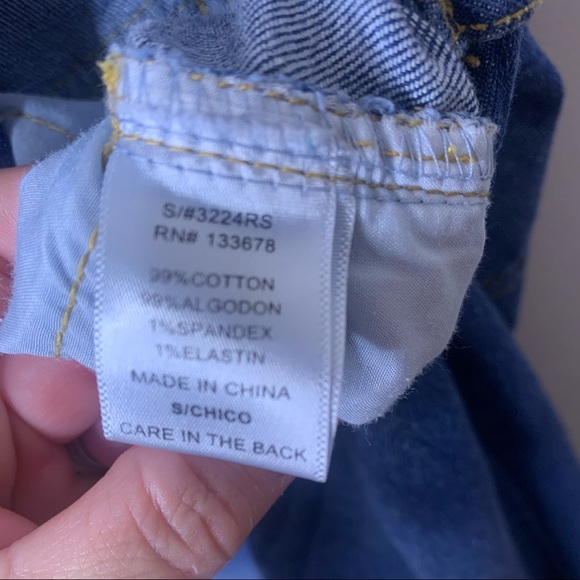 S/#3224RS
RN# 133678
99%COTTON
99%ALGODON
1%SPANDEX
1%ELASTIN
MADE IN CHINA
S/CHICO
CARE IN THE BACK